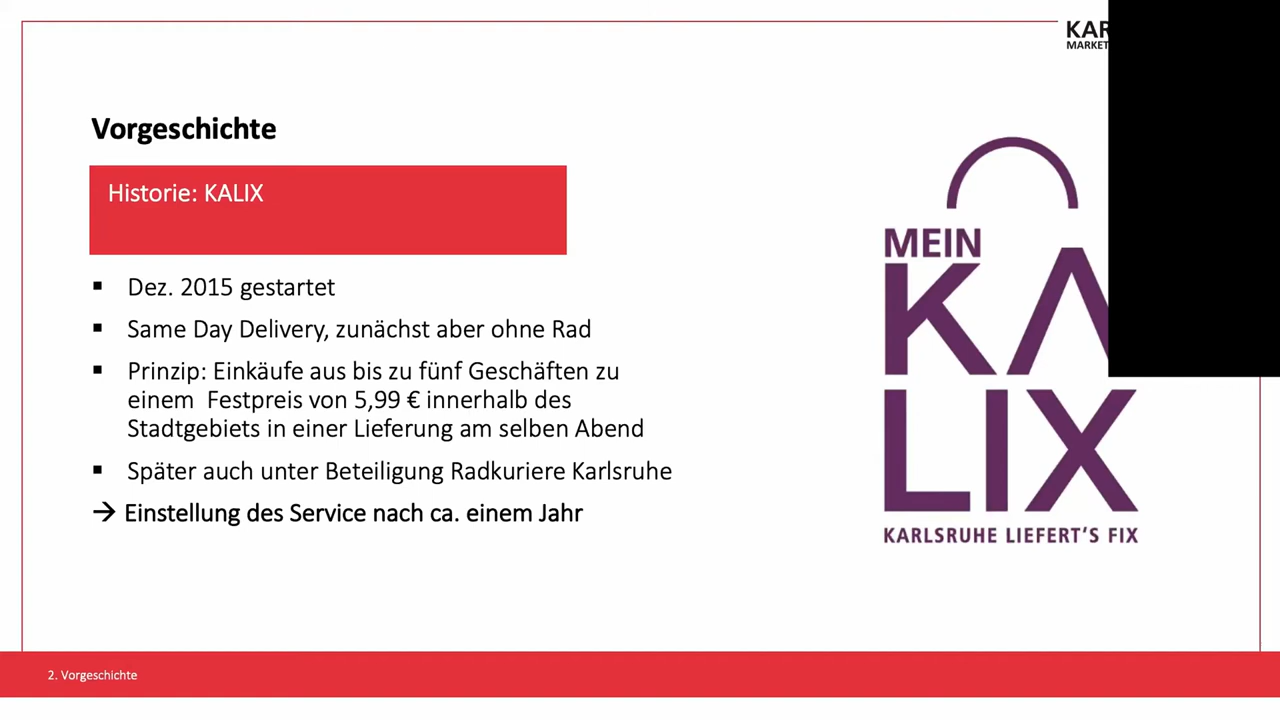 Vorgeschichte
Historie: KALIX
▪ Dez. 2015 gestartet
▪ Same Day Delivery, zunächst aber ohne Rad
▪ Prinzip: Einkäufe aus bis zu fünf Geschäften zu
einem Festpreis von 5,99 € innerhalb des
Stadtgebiets in einer Lieferung am selben Abend
▪ Später auch unter Beteiligung Radkuriere Karlsruhe
→ Einstellung des Service nach ca. einem Jahr
MEIN
KA
LIX
KARLSRUHE LIEFERT'S FIX
2. Vorgeschichte